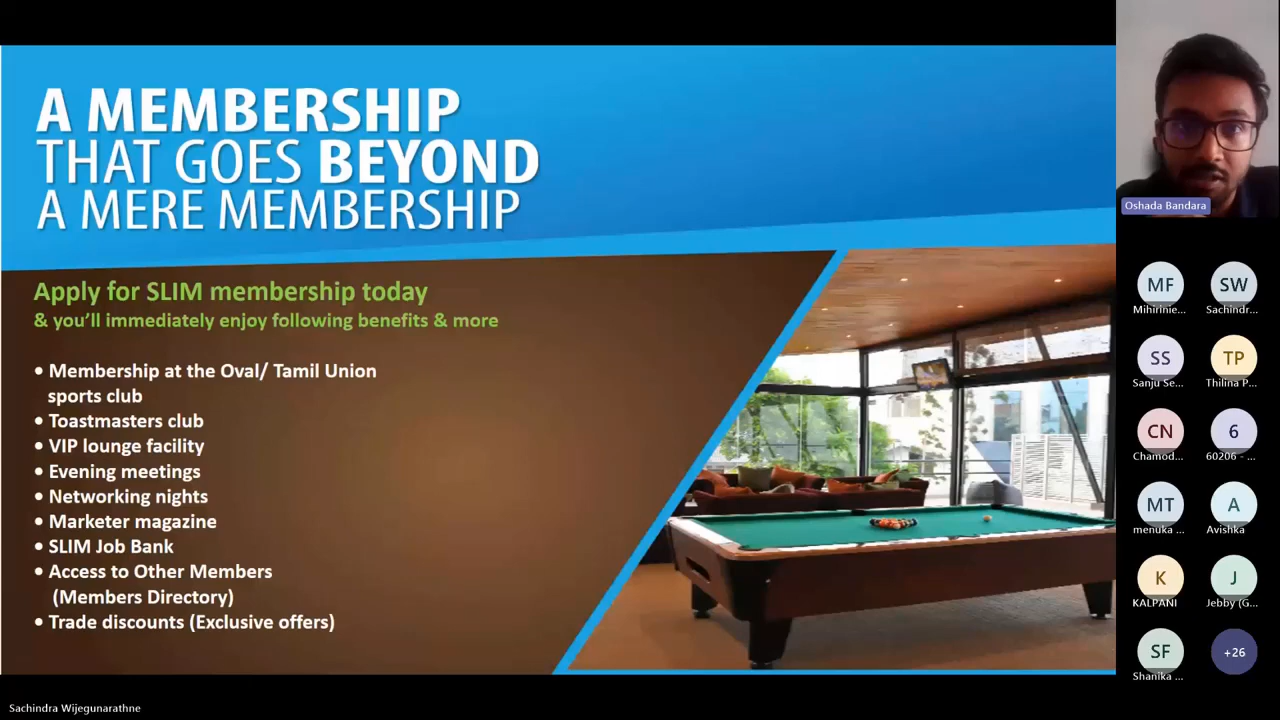 A MEMBERSHIP
THAT GOES BEYOND
A MERE MEMBERSHIP
Apply for SLIM membership today
& you'll immediately enjoy following benefits & more
• Membership at the Oval/ Tamil Union
sports club
• Toastmasters club
• VIP lounge facility
• Evening meetings
• Networking nights
• Marketer magazine
• SLIM Job Bank
• Access to Other Members
(Members Directory)
• Trade discounts (Exclusive offers)
Sachindra Wijegunarathne
Oshada Bandara
MF
Mihirinie...
SW
Sachindr...
SS
Sanju Se...
TP
Thilina P...
CN
Chamod...
6
60206 - ...
MT
menuka ...
A
Avishka
K
KALPANI
J
Jebby (G...
SF
Shanika ...
+26